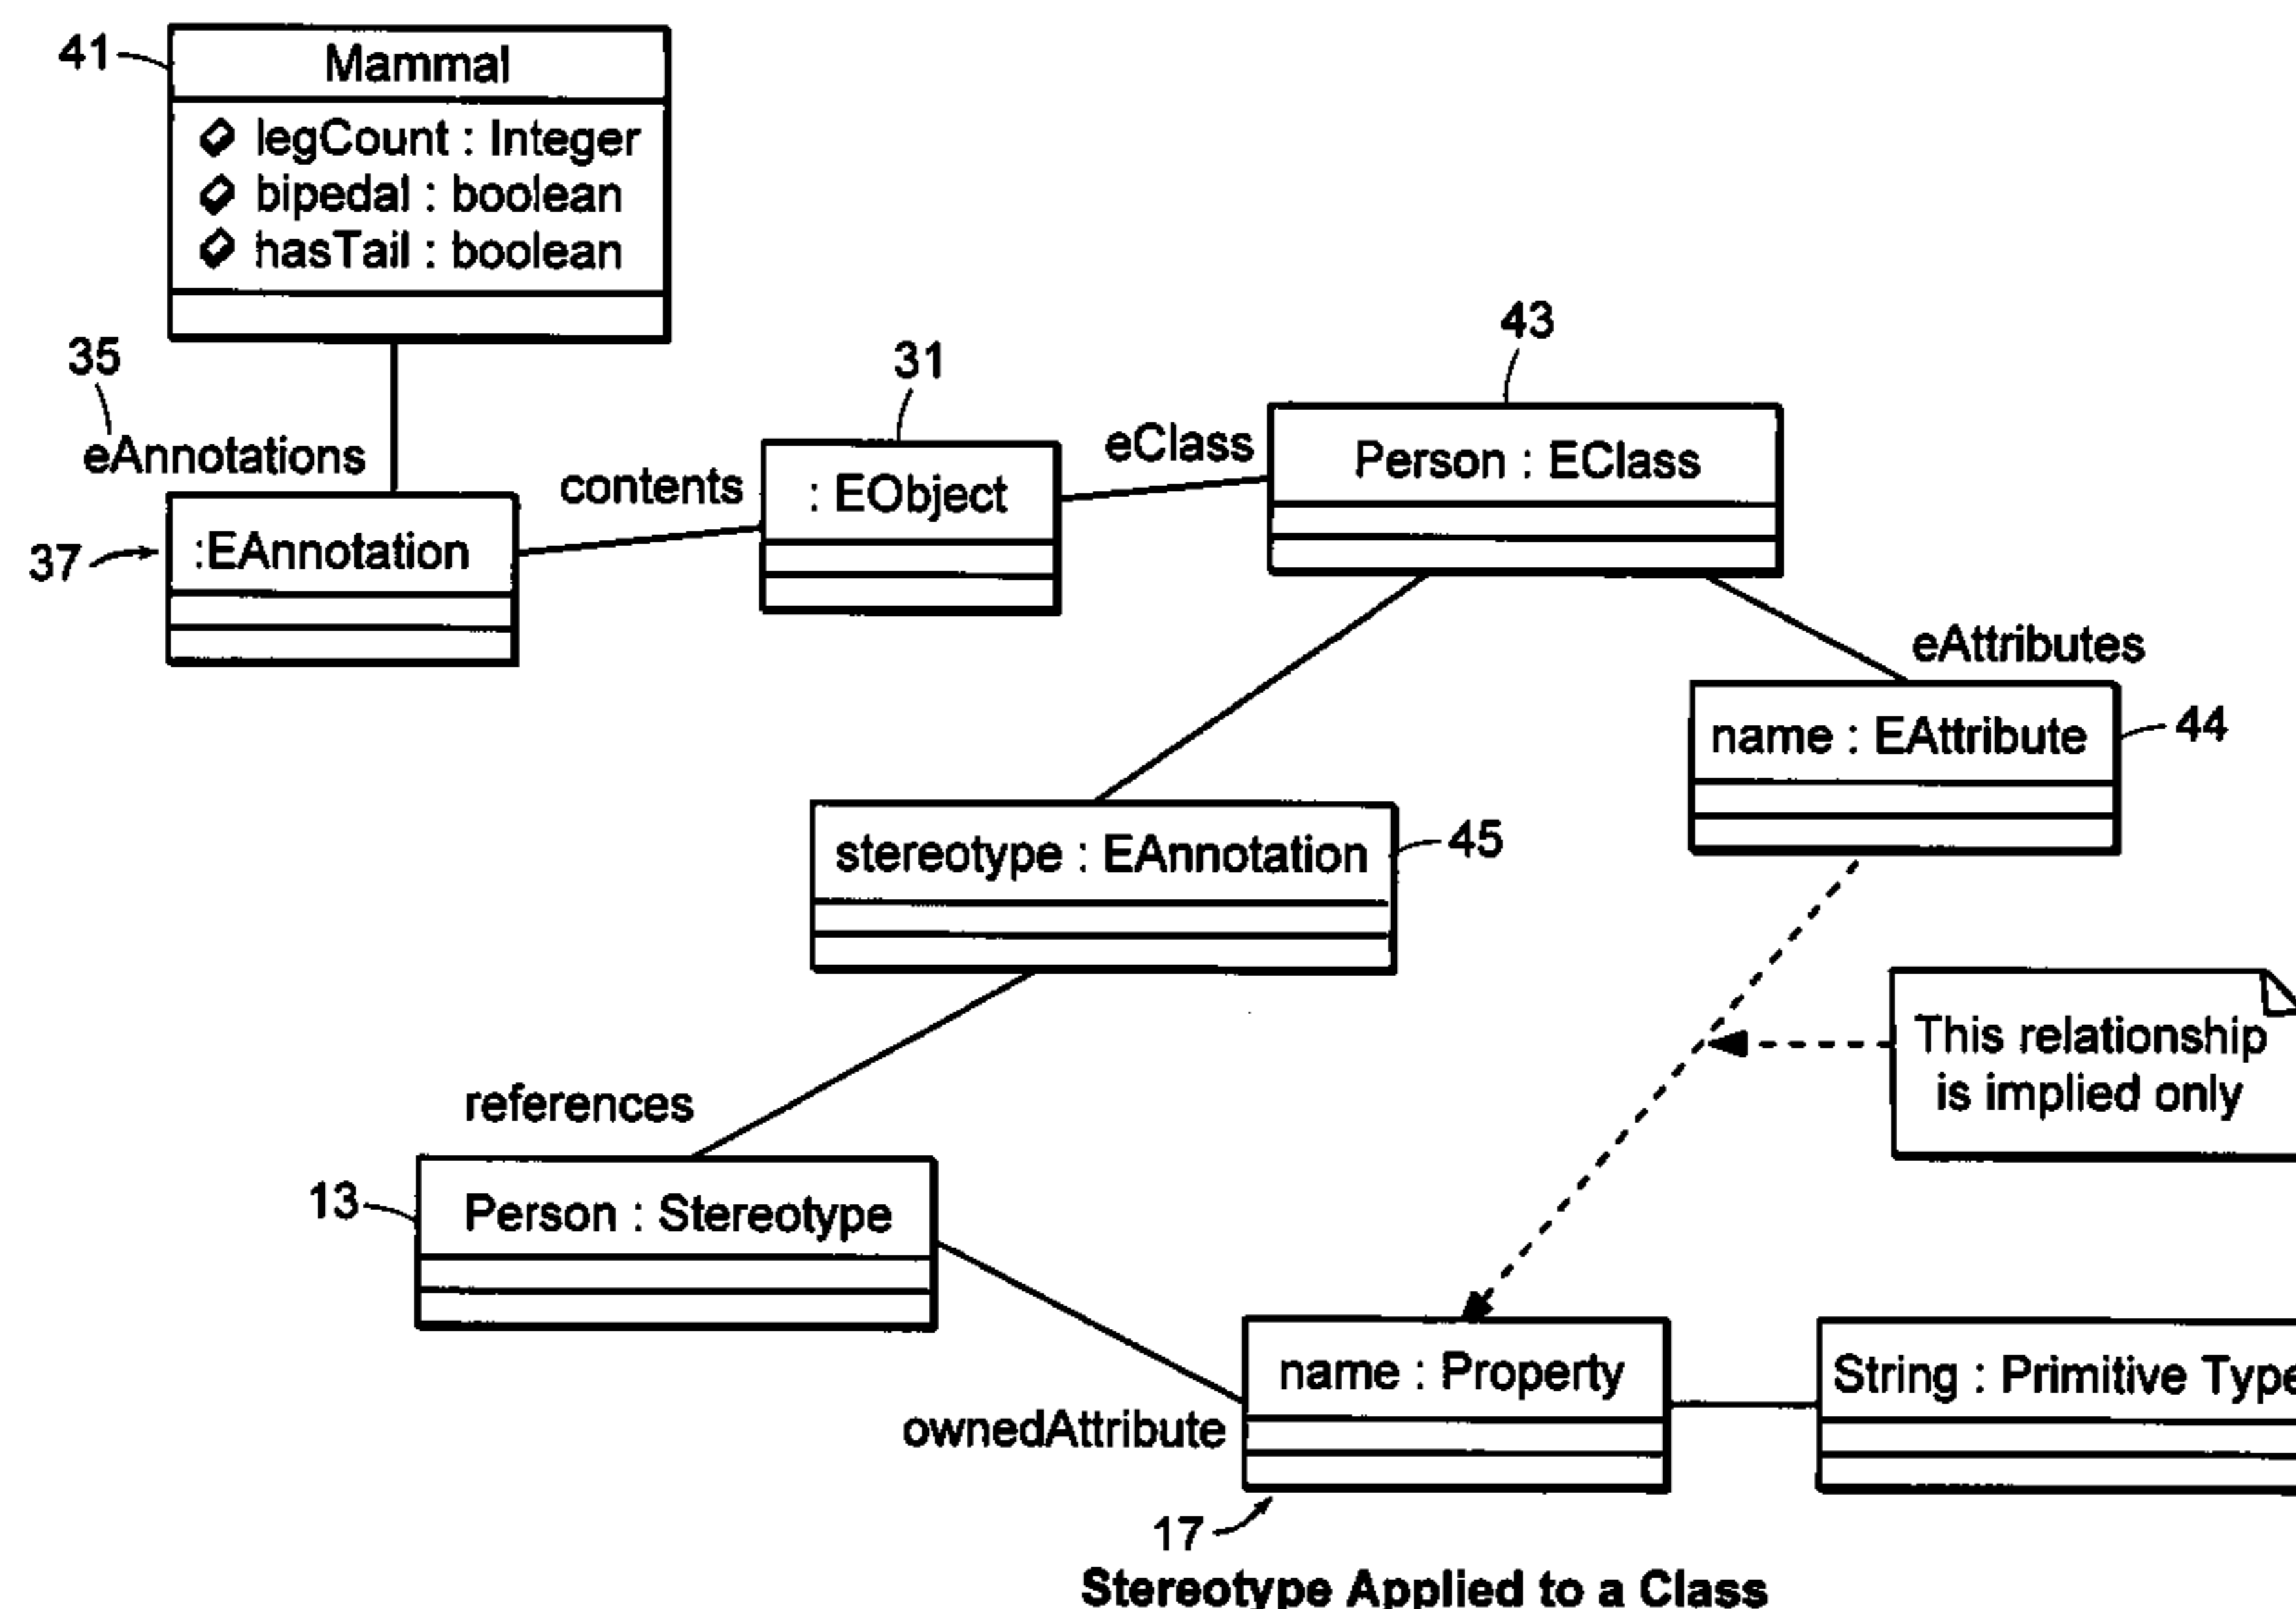 41
Mammal
legCount : Integer
bipedal : boolean
hasTail : boolean
35
eAnnotations
37
:EAnnotation
contents
31
: EObject
eClass
43
Person : EClass
eAttributes
name : EAttribute
44
stereotype : EAnnotation
45
This relationship
is implied only
references
13
Person : Stereotype
ownedAttribute
name : Property
String : Primitive Type
17
Stereotype Applied to a Class